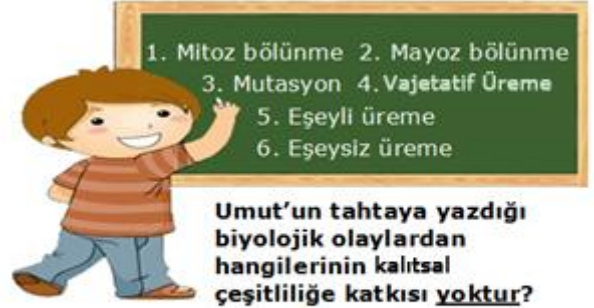 1. Mitoz bölünme 2. Mayoz bölünme
3. Mutasyon 4. Vajetatif Üreme
5. Eşeyli üreme
6. Eşeysiz üreme
Umut'un tahtaya yazdığı
biyolojik olaylardan
hangilerinin kalıtsal
çeşitliliğe katkısı yoktur?